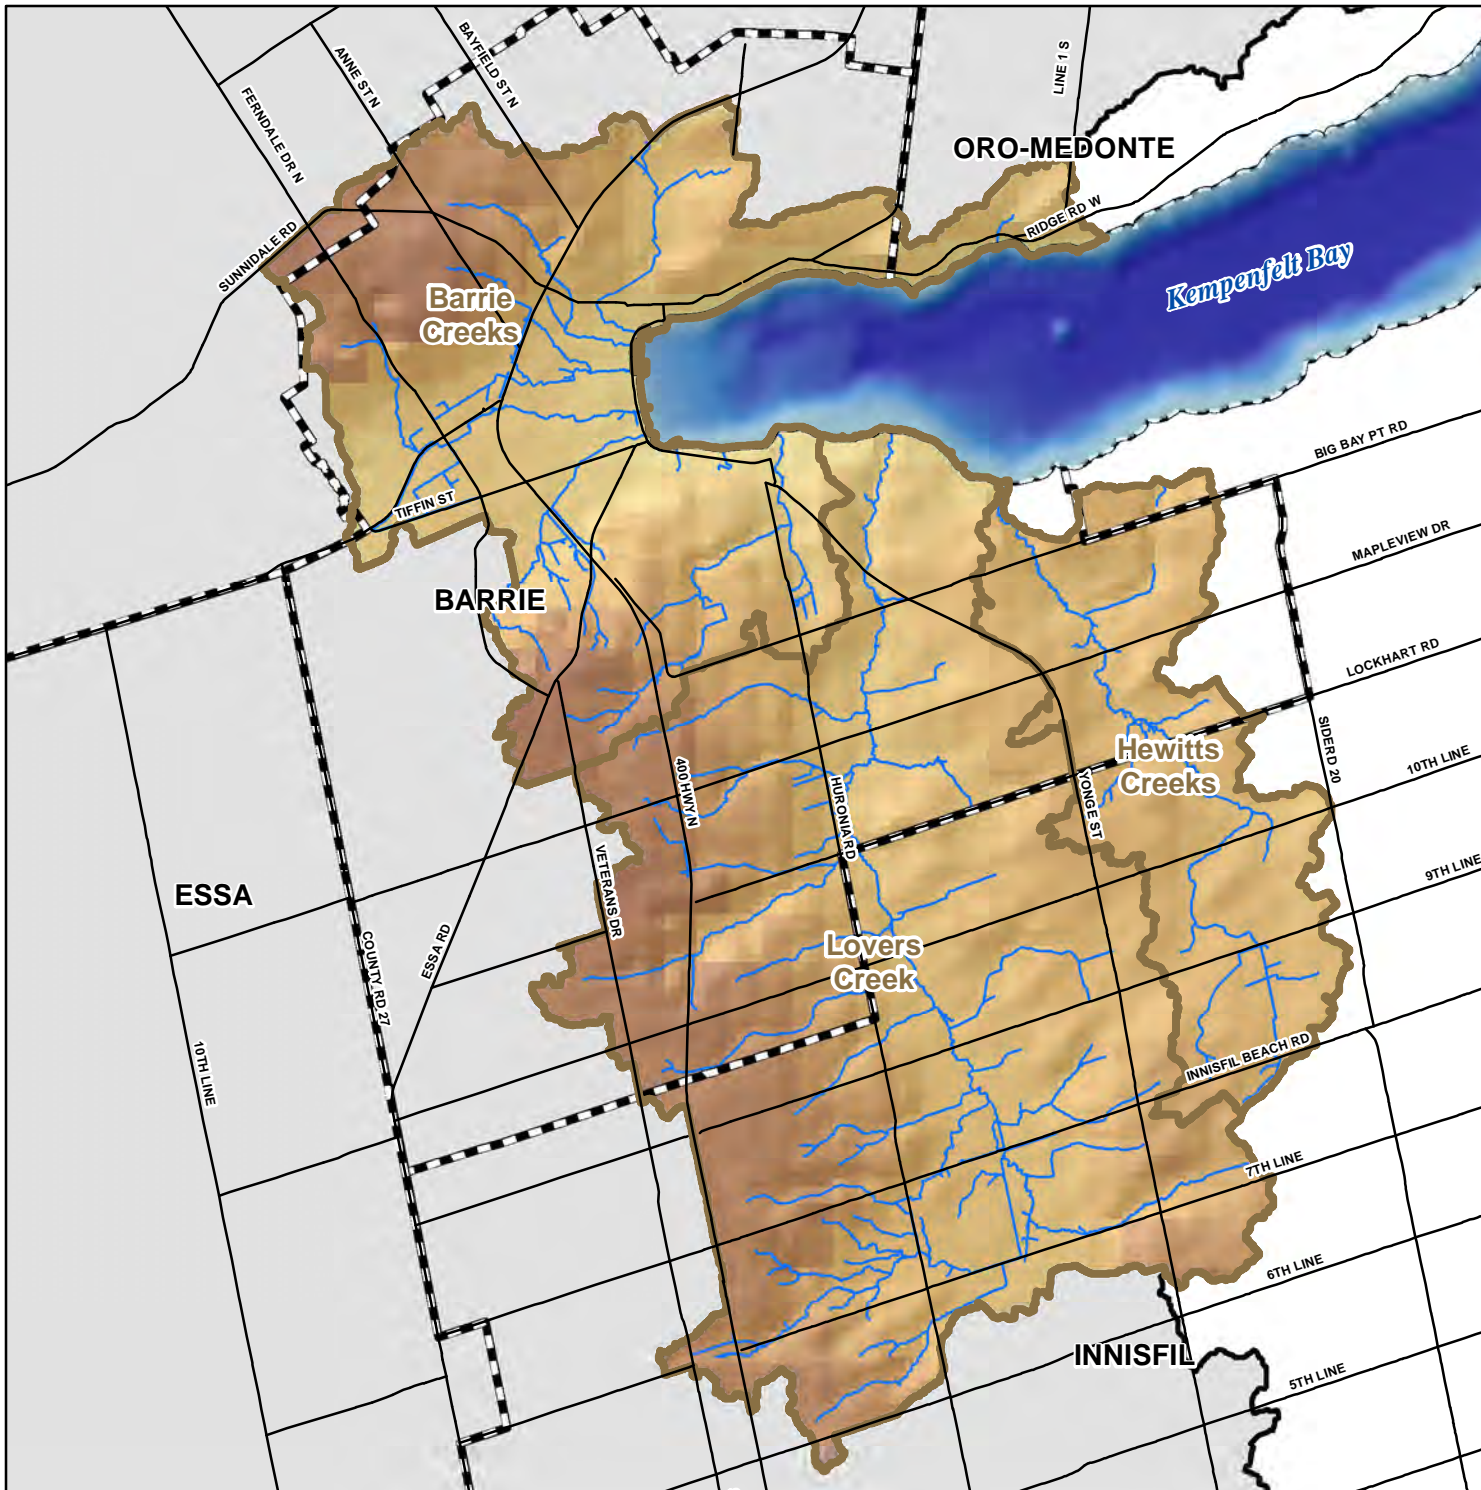 BAYFIELD ST N
ANNE ST N
FERNDALE DR N
LINE 1 S
ORO-MEDONTE
RIDGE RD W
SUNNIDALE RD
Kempenfelt Bay
Barrie
Creeks
BIG BAY PT RD
TIFFIN ST
MAPLEVIEW DR
BARRIE
LOCKHART RD
SIDERD 20
Hewitts
Creeks
10TH LINE
400 HWY N
HURONIA RD
YONGE ST
VETERANS DR
9TH LINE
ESSA
ESSA RD
COUNTY RD 27
Lovers
Creek
10TH LINE
INNISFIL BEACH RD
7TH LINE
6TH LINE
INNISFIL
5TH LINE